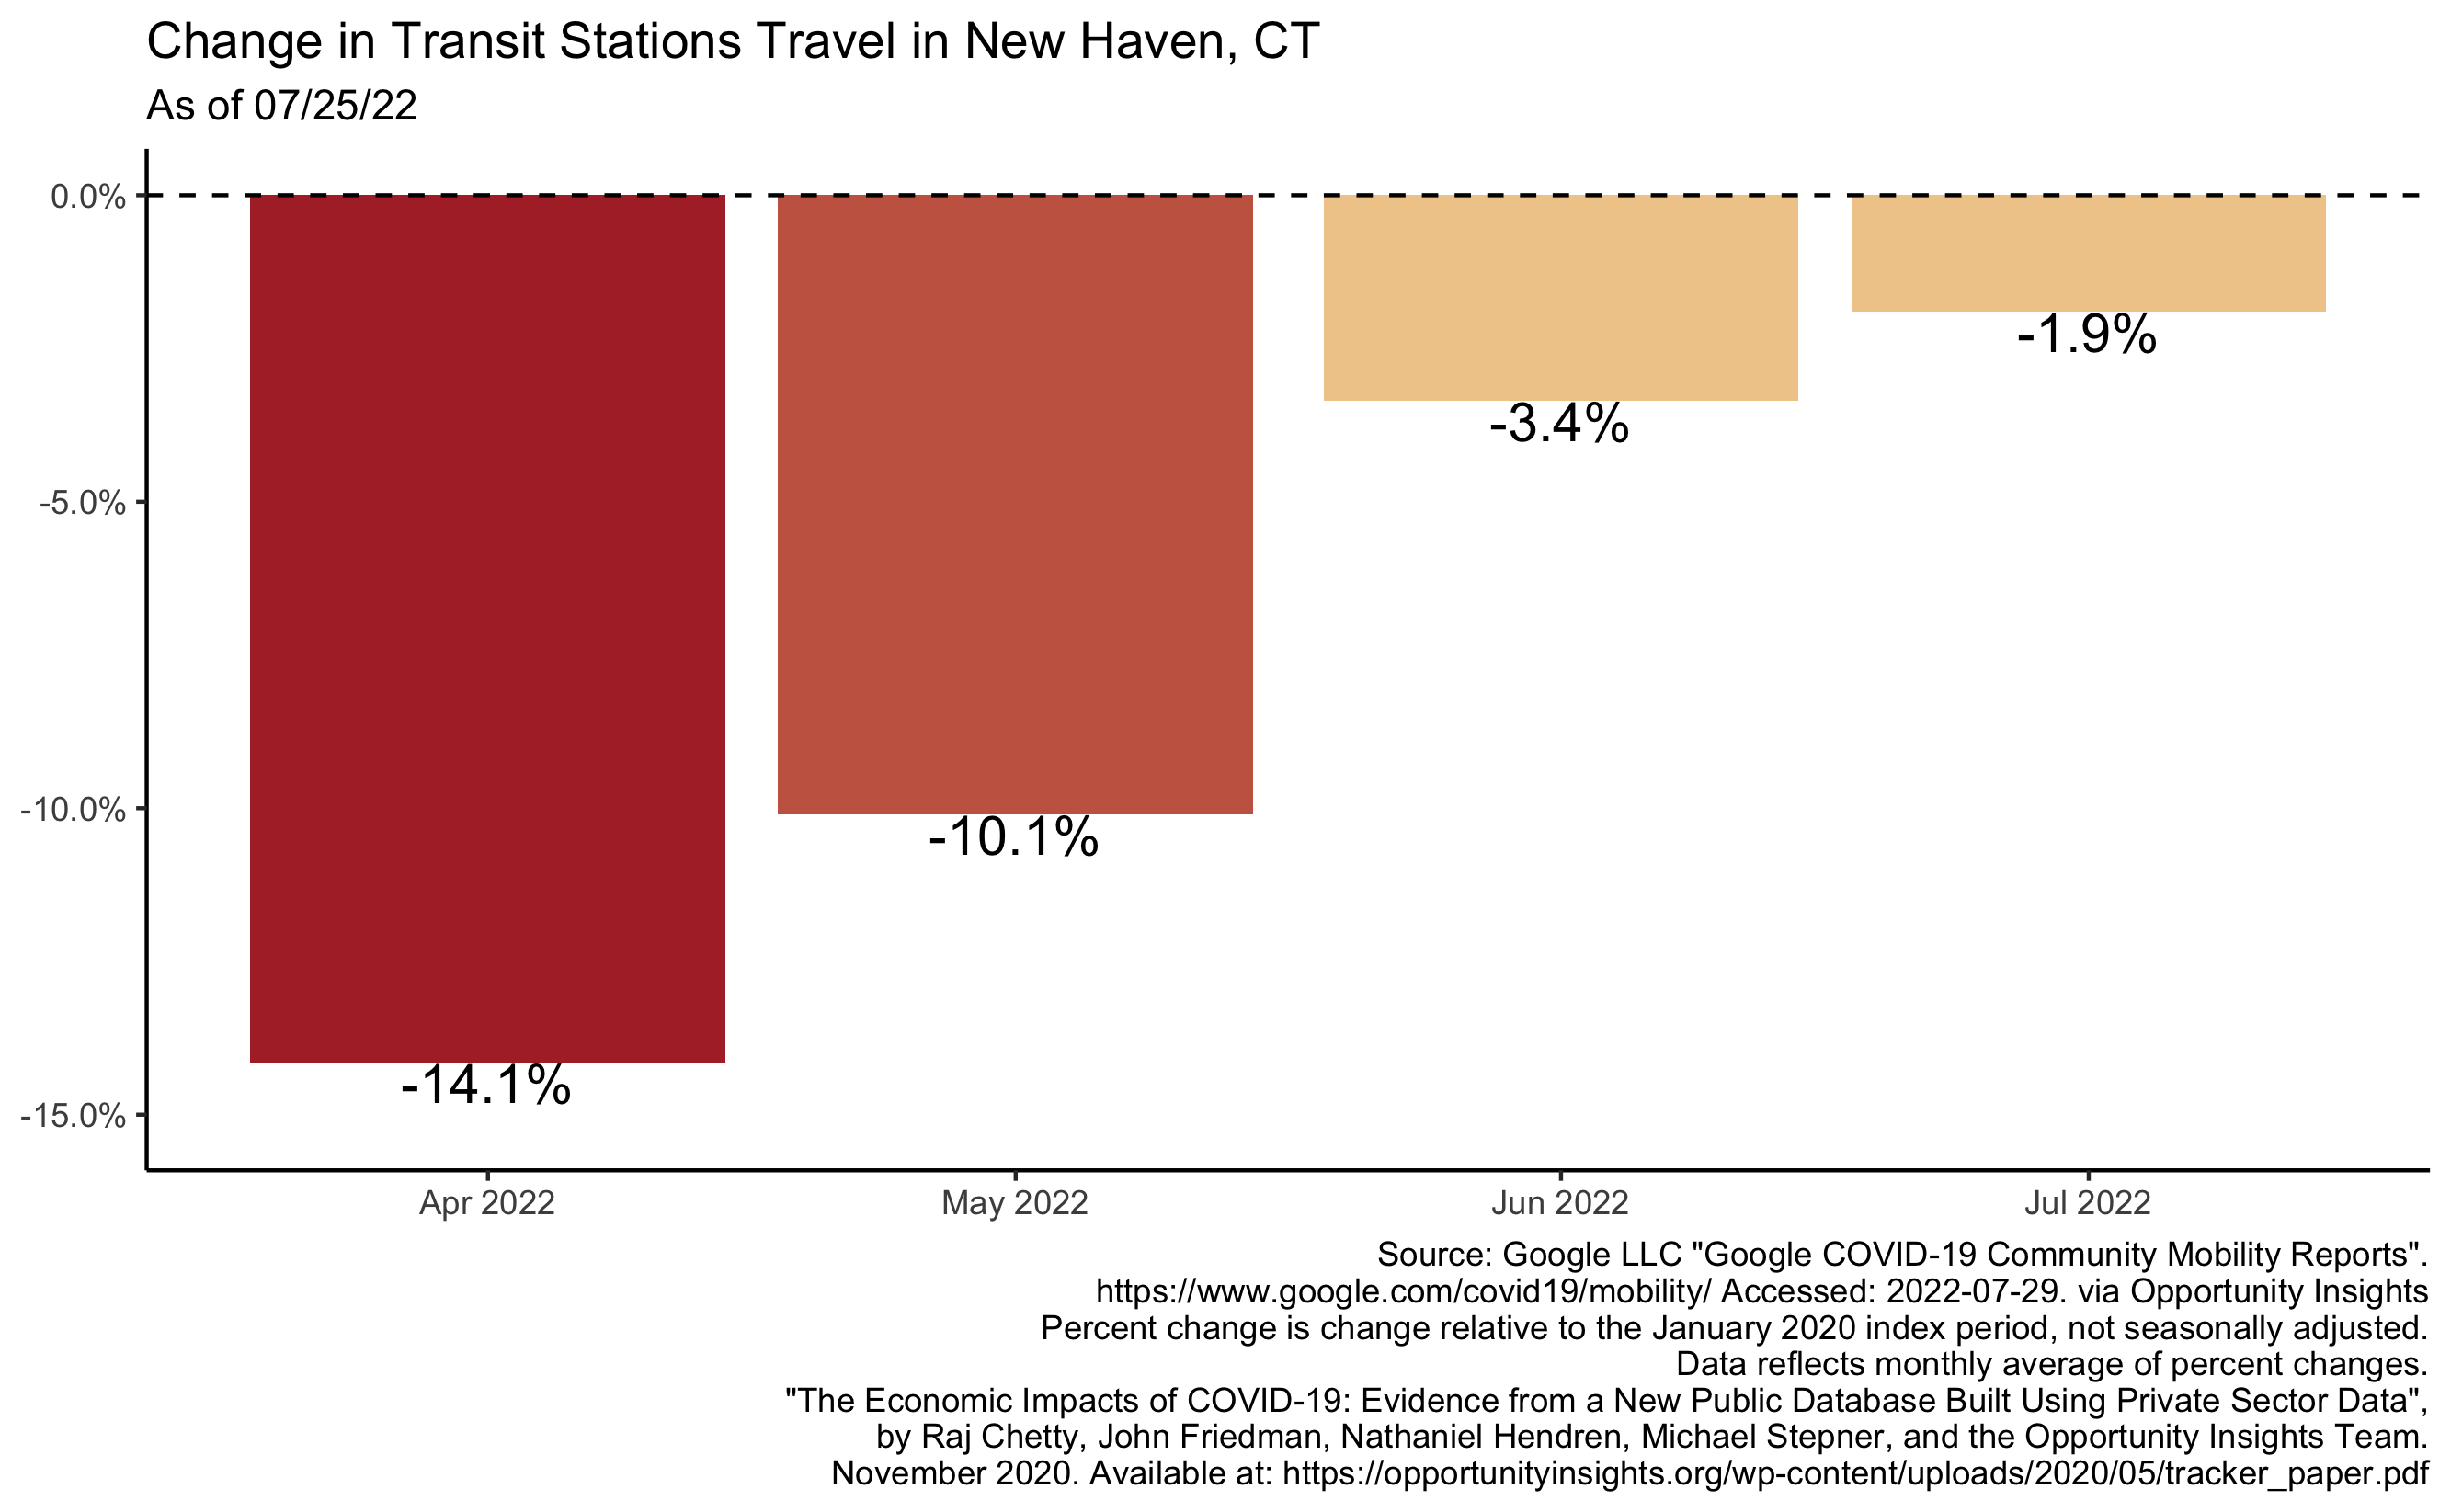 Change in Transit Stations Travel in New Haven, CT
As of 07/25/22
0.0%
-5.0%
-10.0%
-15.0%
-14.1%
-10.1%
-3.4%
-1.9%
Apr 2022
May 2022
Jun 2022
Jul 2022
Source: Google LLC "Google COVID-19 Community Mobility Reports".
https://www.google.com/covid19/mobility/ Accessed: 2022-07-29. via Opportunity Insights
Percent change is change relative to the January 2020 index period, not seasonally adjusted.
Data reflects monthly average of percent changes.
"The Economic Impacts of COVID-19: Evidence from a New Public Database Built Using Private Sector Data",
by Raj Chetty, John Friedman, Nathaniel Hendren, Michael Stepner, and the Opportunity Insights Team.
November 2020. Available at: https://opportunityinsights.org/wp-content/uploads/2020/05/tracker_paper.pdf